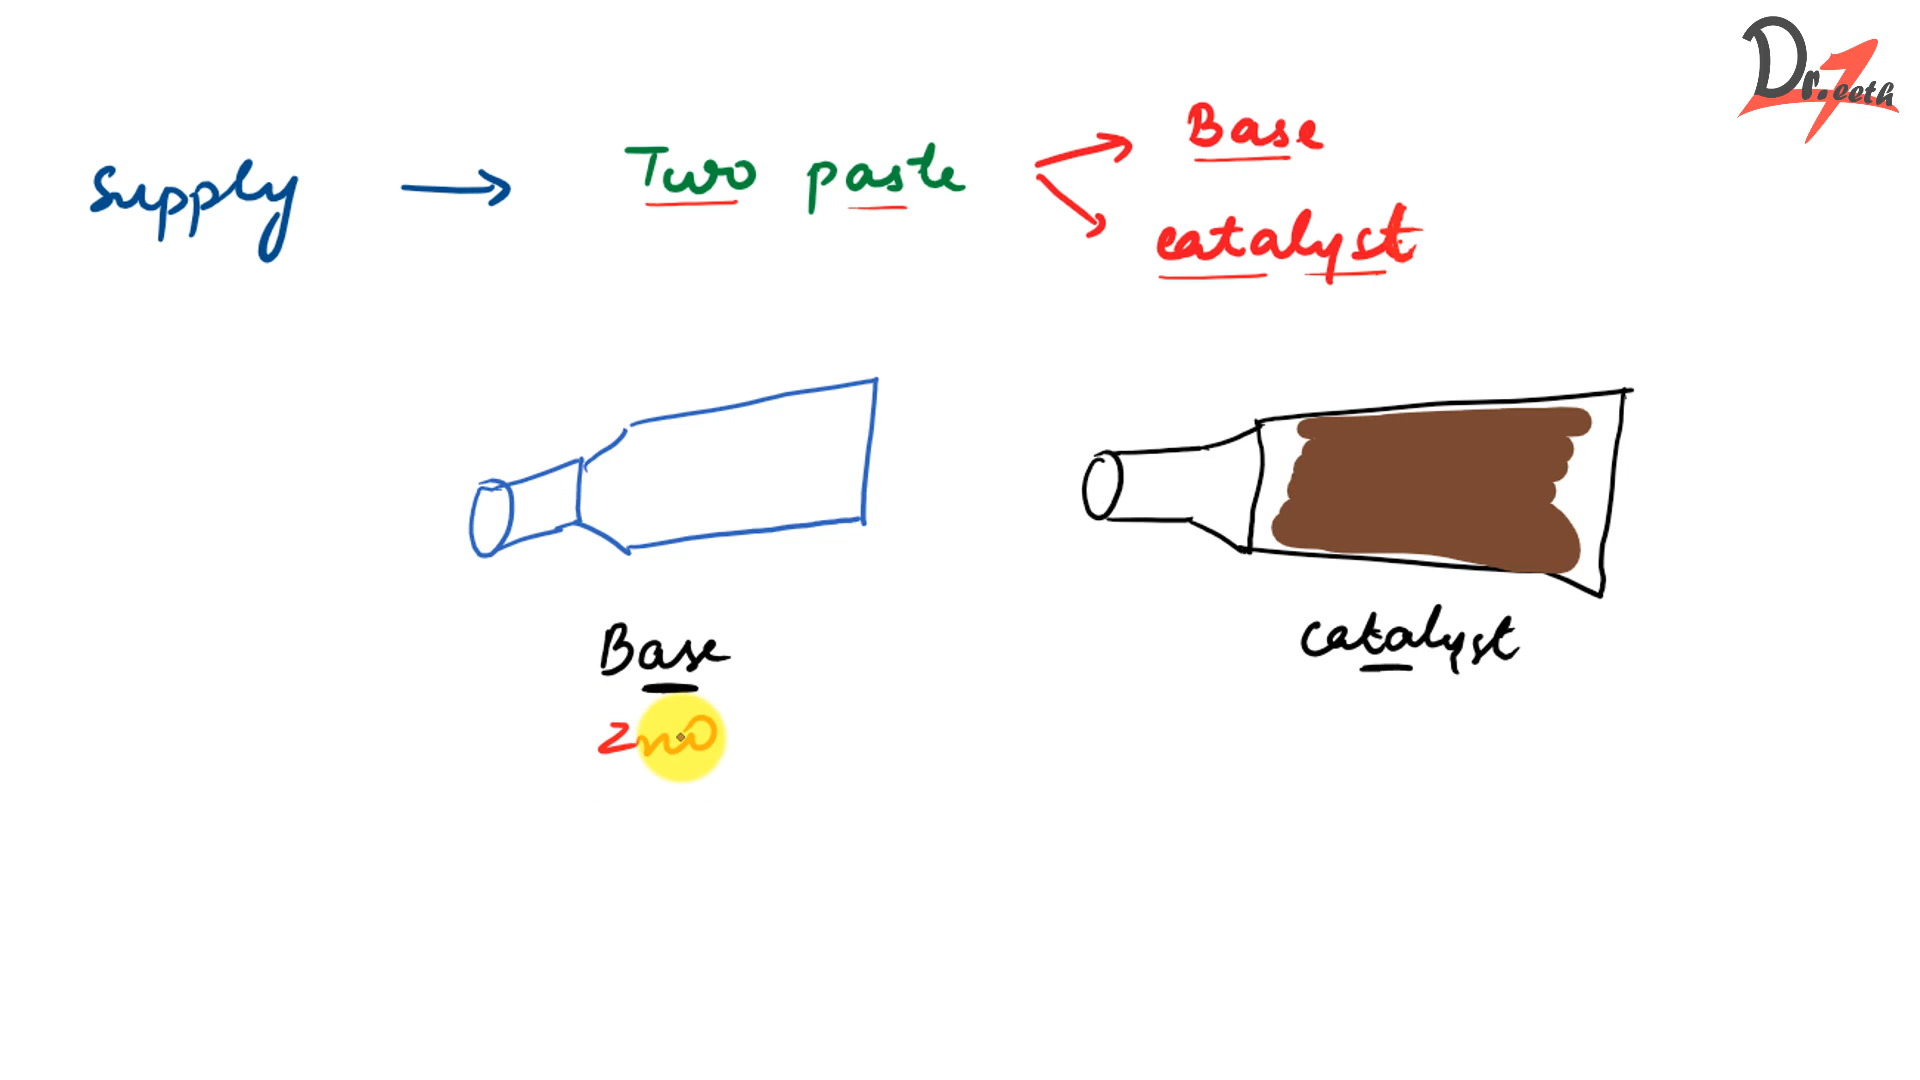 Dr.Teeth
Supply → Two paste
Base
catalyst
Base
catalyst
ZnO